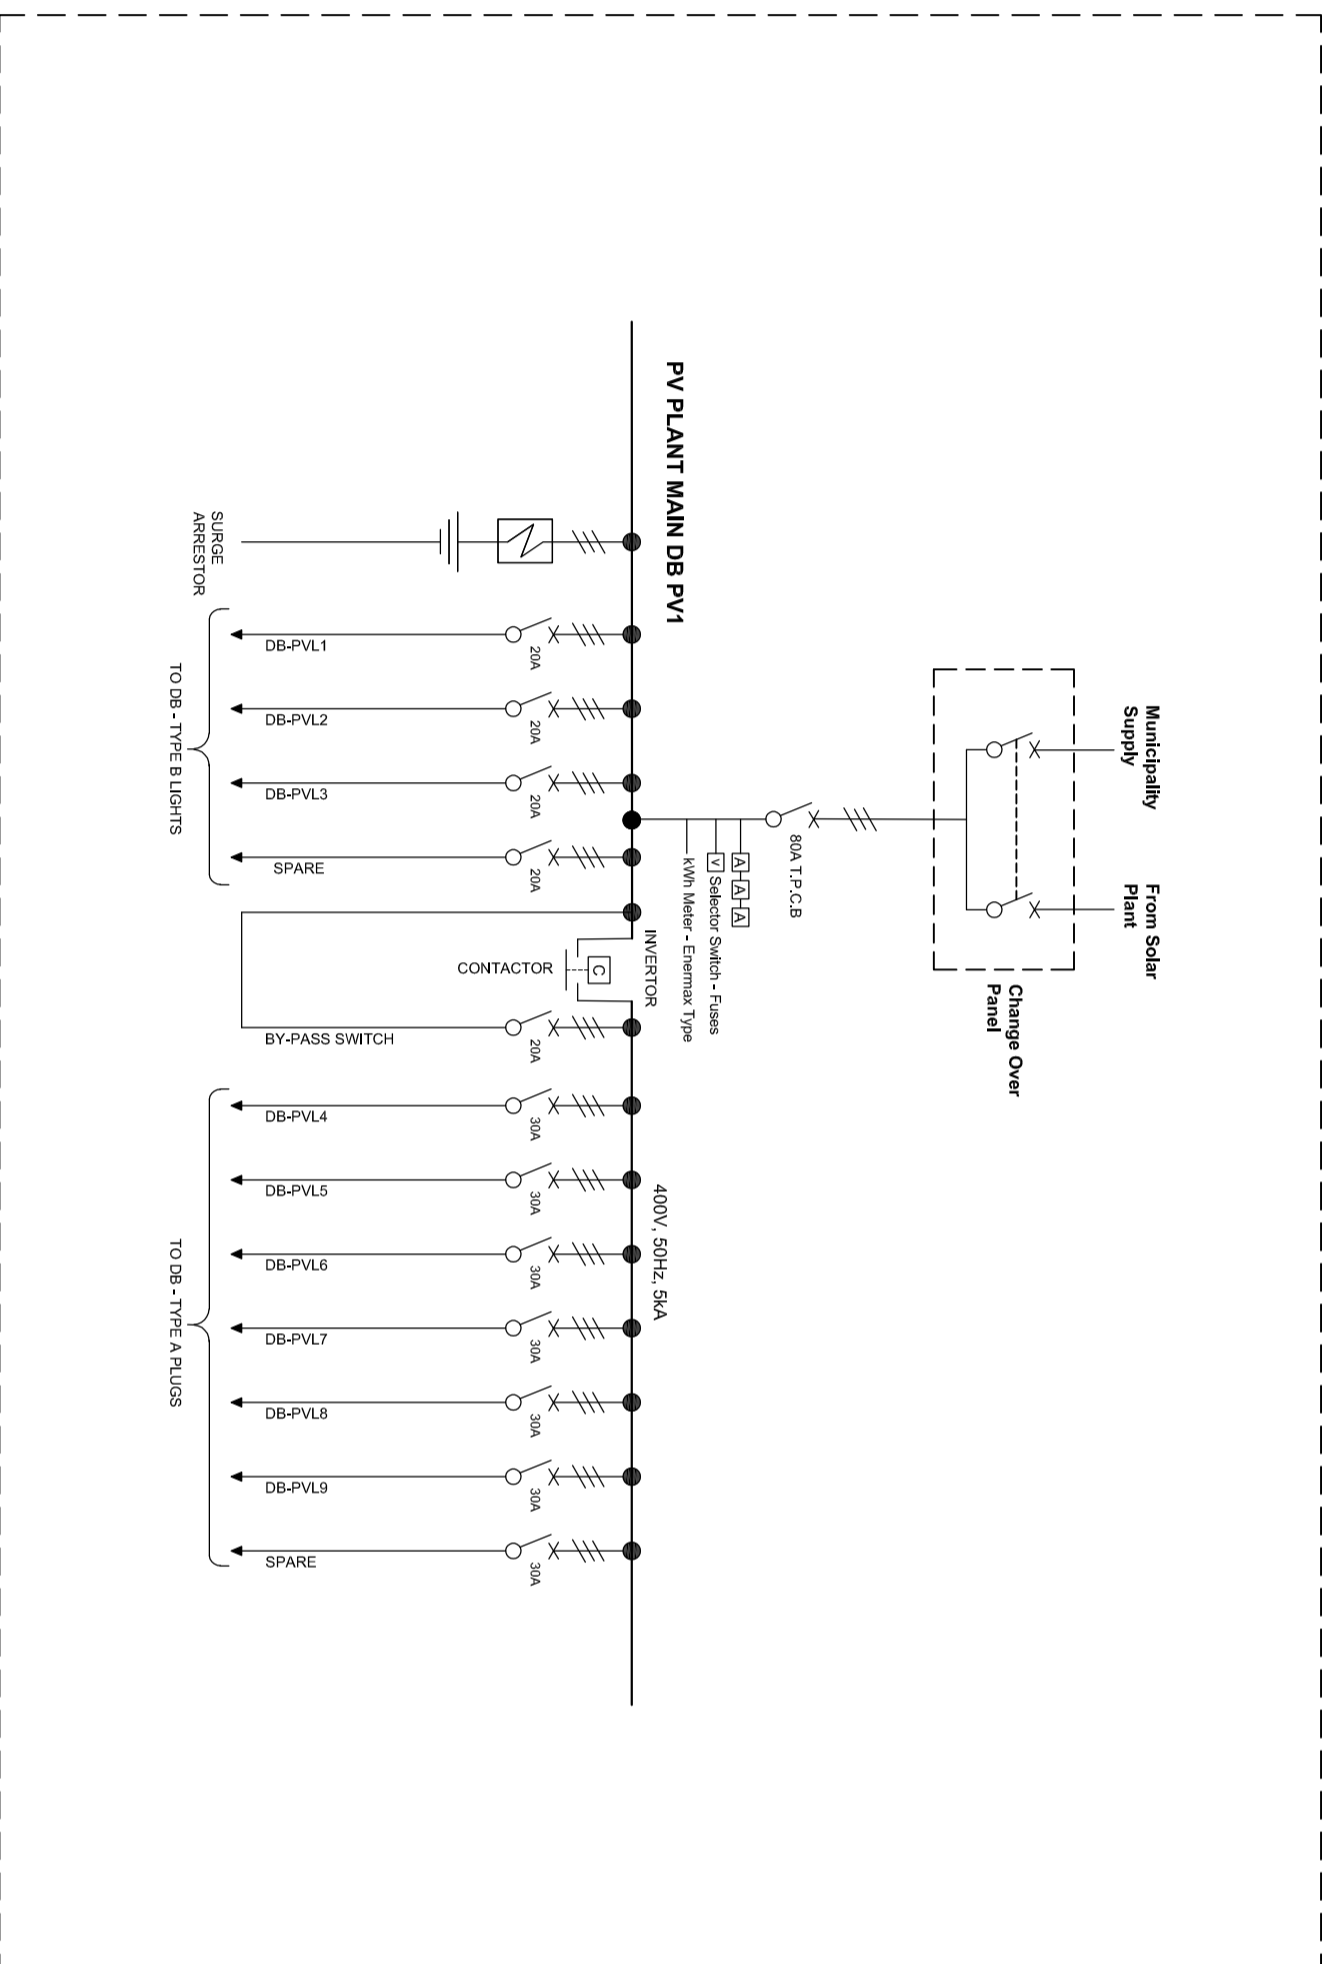 Municipality
Supply
From Solar
Plant
Change Over
Panel
80A T.P.C.B
A A A
V Selector Switch - Fuses
kWh Meter - Enermax Type
PV PLANT MAIN DB PV1
INVERTOR
400V, 50Hz, 5kA
C
CONTACTOR
20A
20A
20A
20A
20A
30A
30A
30A
30A
30A
30A
30A
DB-PVL1
DB-PVL2
DB-PVL3
SPARE
BY-PASS SWITCH
DB-PVL4
DB-PVL5
DB-PVL6
DB-PVL7
DB-PVL8
DB-PVL9
SPARE
SURGE
ARRESTOR
TO DB - TYPE B LIGHTS
TO DB - TYPE A PLUGS